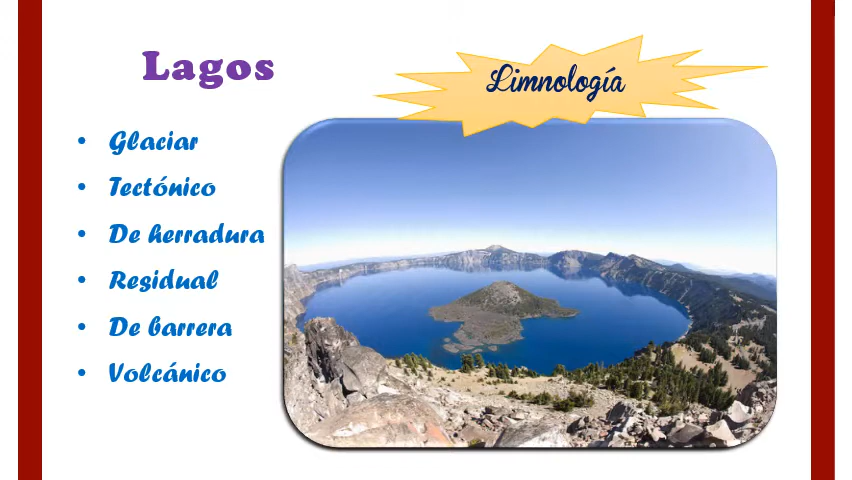 Lagos
Limnología
Glaciar
Tectónico
De herradura
Residual
De barrera
Volcánico